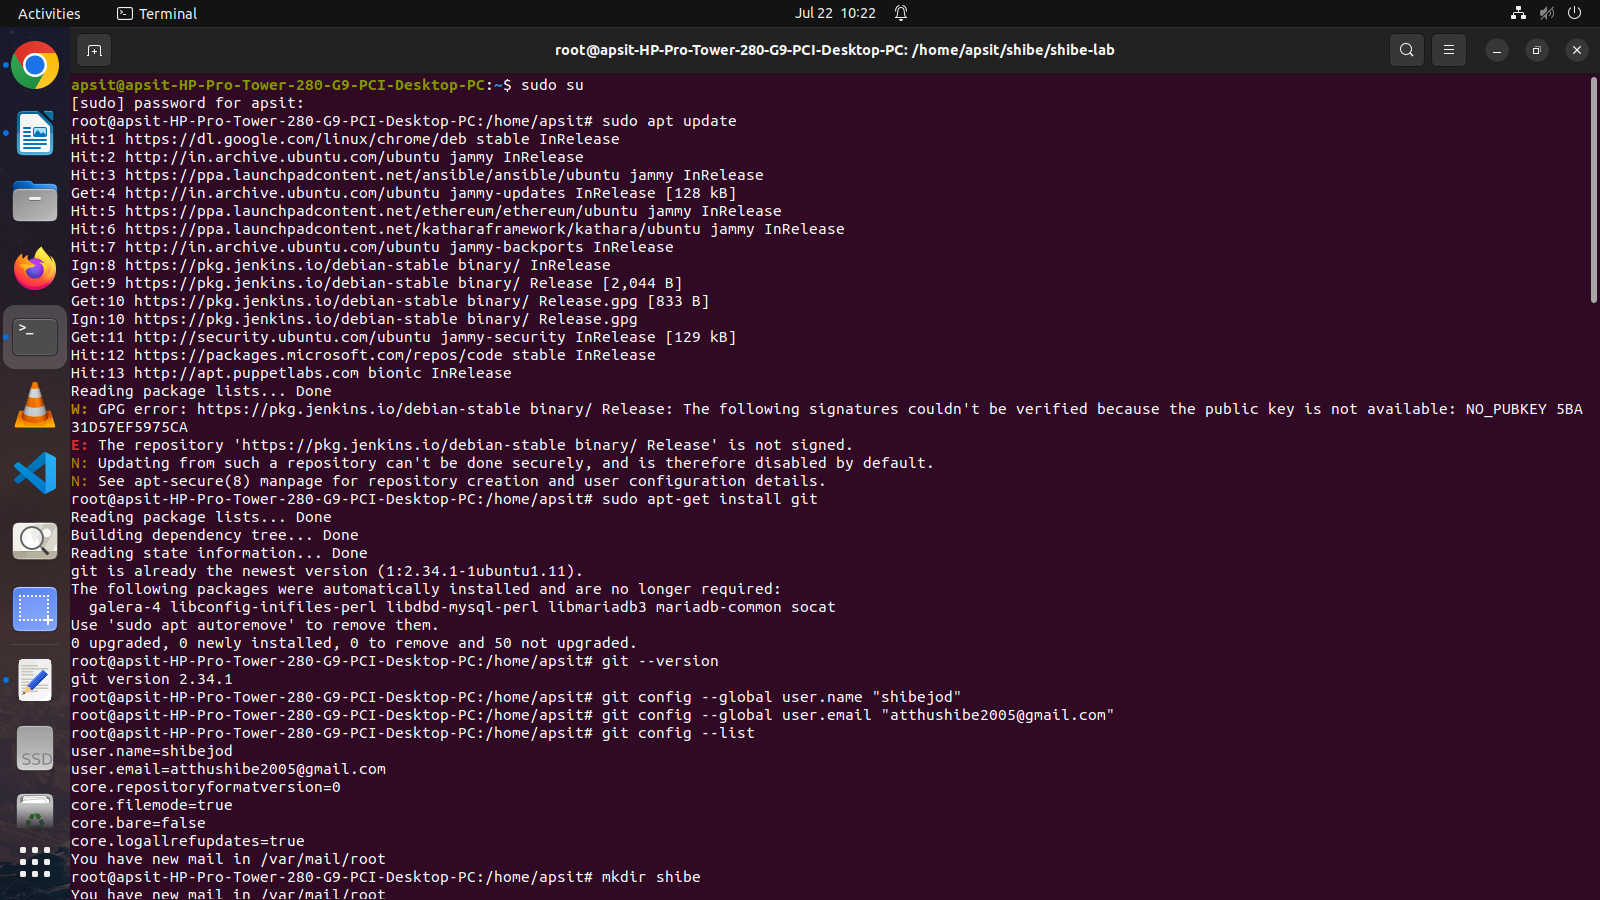 Activities
Terminal
Jul 22 10:22
root@apsit-HP-Pro-Tower-280-G9-PCI-Desktop-PC: /home/apsit/shibe/shibe-lab
apsit@apsit-HP-Pro-Tower-280-G9-PCI-Desktop-PC:~$ sudo su
[sudo] password for apsit:
root@apsit-HP-Pro-Tower-280-G9-PCI-Desktop-PC:/home/apsit# sudo apt update
Hit:1 https://dl.google.com/linux/chrome/deb stable InRelease
Hit:2 http://in.archive.ubuntu.com/ubuntu jammy InRelease
Hit:3 https://ppa.launchpadcontent.net/ansible/ansible/ubuntu jammy InRelease
Get:4 http://in.archive.ubuntu.com/ubuntu jammy-updates InRelease [128 kB]
Hit:5 https://ppa.launchpadcontent.net/ethereum/ethereum/ubuntu jammy InRelease
Hit:6 https://ppa.launchpadcontent.net/katharaframework/kathara/ubuntu jammy InRelease
Hit:7 http://in.archive.ubuntu.com/ubuntu jammy-backports InRelease
Ign:8 https://pkg.jenkins.io/debian-stable binary/ InRelease
Get:9 https://pkg.jenkins.io/debian-stable binary/ Release [2,044 B]
Get:10 https://pkg.jenkins.io/debian-stable binary/ Release.gpg [833 B]
Ign:10 https://pkg.jenkins.io/debian-stable binary/ Release.gpg
Get:11 http://security.ubuntu.com/ubuntu jammy-security InRelease [129 kB]
Hit:12 https://packages.microsoft.com/repos/code stable InRelease
Hit:13 http://apt.puppetlabs.com bionic InRelease
Reading package lists... Done
W: GPG error: https://pkg.jenkins.io/debian-stable binary/ Release: The following signatures couldn't be verified because the public key is not available: NO_PUBKEY 5BA
31D57EF5975CA
E: The repository 'https://pkg.jenkins.io/debian-stable binary/ Release' is not signed.
N: Updating from such a repository can't be done securely, and is therefore disabled by default.
N: See apt-secure(8) manpage for repository creation and user configuration details.
root@apsit-HP-Pro-Tower-280-G9-PCI-Desktop-PC:/home/apsit# sudo apt-get install git
Reading package lists... Done
Building dependency tree... Done
Reading state information... Done
git is already the newest version (1:2.34.1-1ubuntu1.11).
The following packages were automatically installed and are no longer required:
  galera-4 libconfig-inifiles-perl libdbd-mysql-perl libmariadb3 mariadb-common socat
Use 'sudo apt autoremove' to remove them.
0 upgraded, 0 newly installed, 0 to remove and 50 not upgraded.
root@apsit-HP-Pro-Tower-280-G9-PCI-Desktop-PC:/home/apsit# git --version
git version 2.34.1
root@apsit-HP-Pro-Tower-280-G9-PCI-Desktop-PC:/home/apsit# git config --global user.name "shibejod"
root@apsit-HP-Pro-Tower-280-G9-PCI-Desktop-PC:/home/apsit# git config --global user.email "atthushibe2005@gmail.com"
root@apsit-HP-Pro-Tower-280-G9-PCI-Desktop-PC:/home/apsit# git config --list
user.name=shibejod
user.email=atthushibe2005@gmail.com
core.repositoryformatversion=0
core.filemode=true
core.bare=false
core.logallrefupdates=true
You have new mail in /var/mail/root
root@apsit-HP-Pro-Tower-280-G9-PCI-Desktop-PC:/home/apsit# mkdir shibe
You have new mail in /var/mail/root
SSD